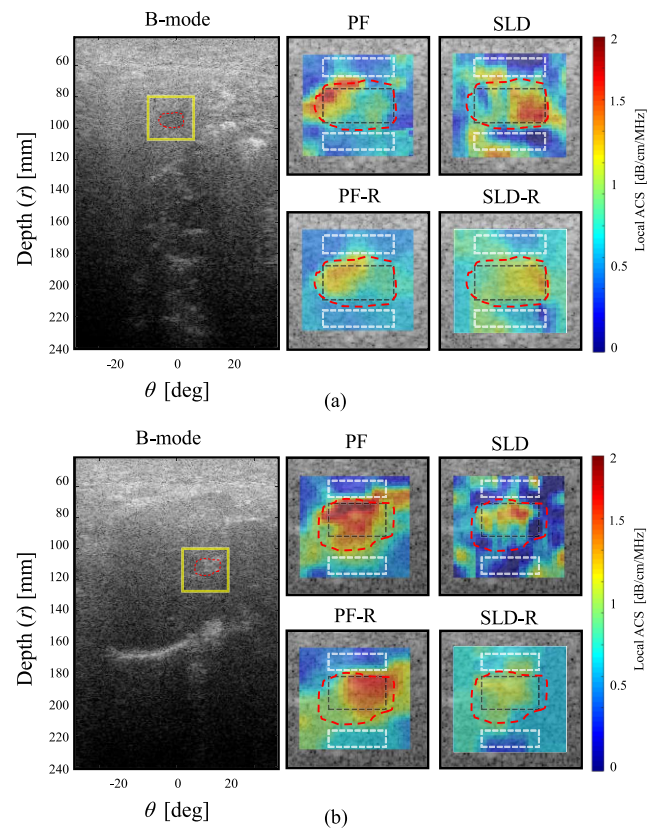 B-mode
PF
SLD
60
80
100
120
140
160
180
200
220
240
Depth (r) [mm]
-20
0
20
θ [deg]
PF-R
SLD-R
2
1.5
1
0.5
0
Local ACS [dB/cm/MHz]
(a)
B-mode
PF
SLD
60
80
100
120
140
160
180
200
220
240
Depth (r) [mm]
-20
0
20
θ [deg]
PF-R
SLD-R
2
1.5
1
0.5
0
Local ACS [dB/cm/MHz]
(b)